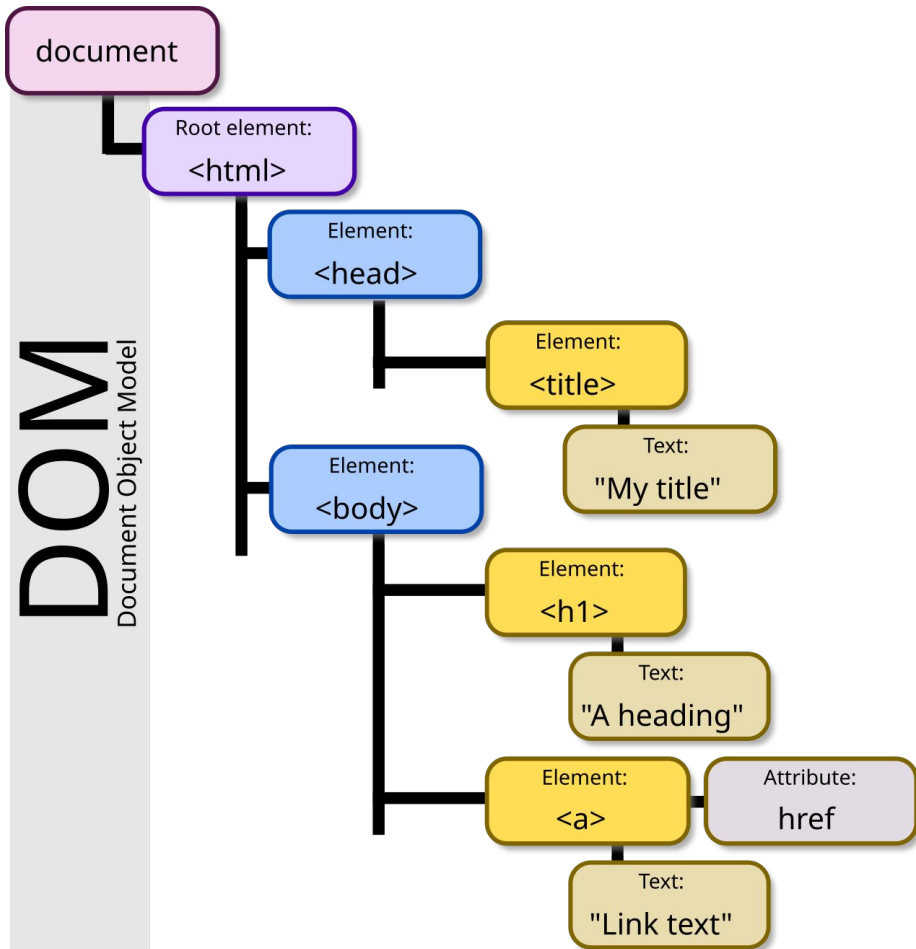 document
Root element:
<html>
Element:
<head>
Element:
<title>
Text:
"My title"
Element:
<body>
Element:
<h1>
Text:
"A heading"
Element:
<a>
Attribute:
href
Text:
"Link text"
DOM
Document Object Model